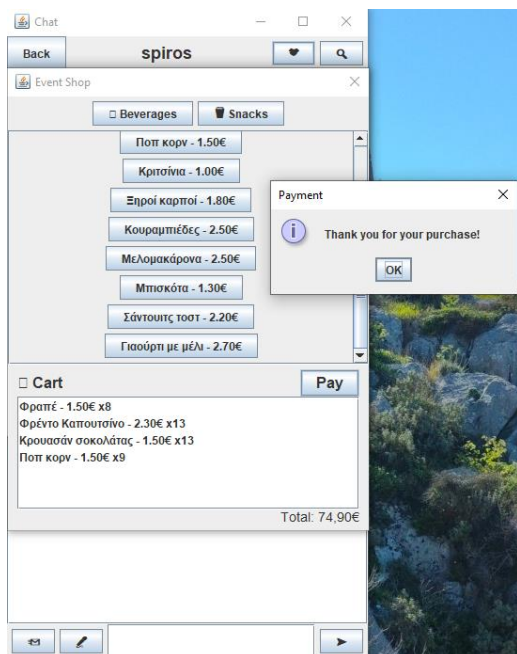 Chat
Back
spiros
Event Shop
Beverages
Snacks
Ποπ κορν - 1.50€
Κριτσίνια - 1.00€
Ξηροί καρποί - 1.80€
Κουραμπιέδες - 2.50€
Μελομακάρονα - 2.50€
Μπισκότα - 1.30€
Σάντουιτς τοστ - 2.20€
Γιαούρτι με μέλι - 2.70€
Payment
Thank you for your purchase!
OK
Cart
Pay
Φραπέ - 1.50€ x8
Φρέντο Καπουτσίνο - 2.30€ x13
Κρουασάν σοκολάτας - 1.50€ x13
Ποπ κορν - 1.50€ x9
Total: 74,90€